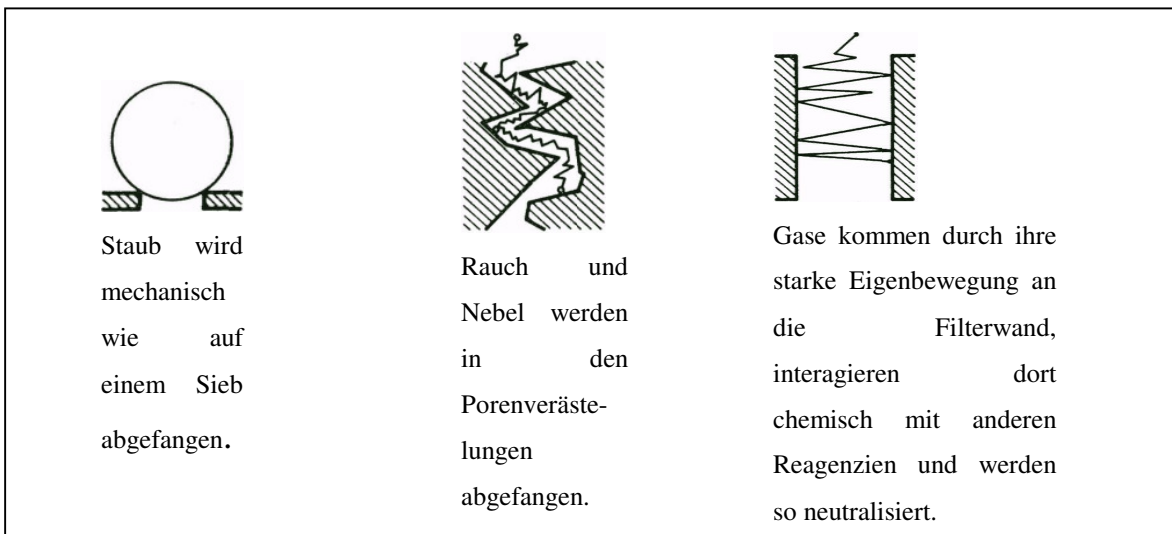 Staub wird
mechanisch
wie auf
einem Sieb
abgefangen.
Rauch und
Nebel werden
in den
Porenveräste-
lungen
abgefangen.
Gase kommen durch ihre
starke Eigenbewegung an
die Filterwand,
interagieren dort
chemisch mit anderen
Reagenzien und werden
so neutralisiert.